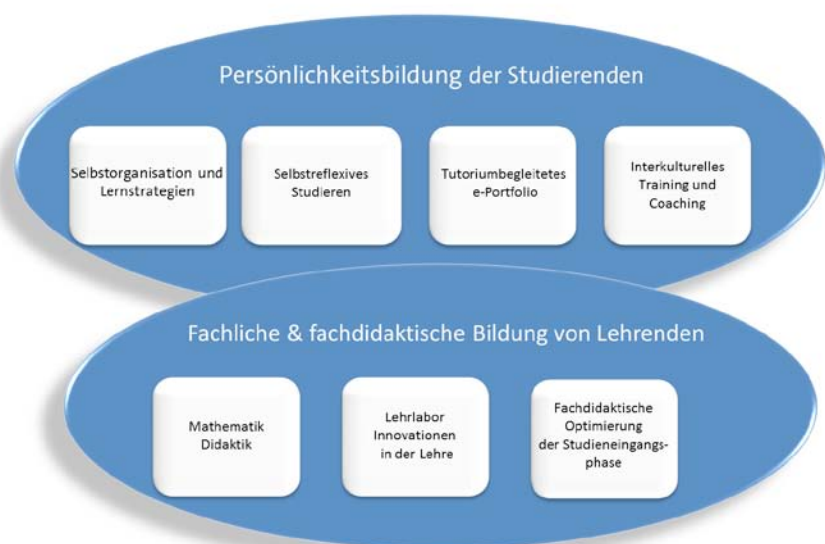 Persönlichkeitsbildung der Studierenden
Selbstorganisation und
Lernstrategien
Selbstreflexives
Studieren
Tutoriumbegleitetes
e-Portfolio
Interkulturelles
Training und
Coaching
Fachliche & fachdidaktische Bildung von Lehrenden
Mathematik
Didaktik
Lehrlabor
Innovationen
in der Lehre
Fachdidaktische
Optimierung
der Studieneingangs-
phase